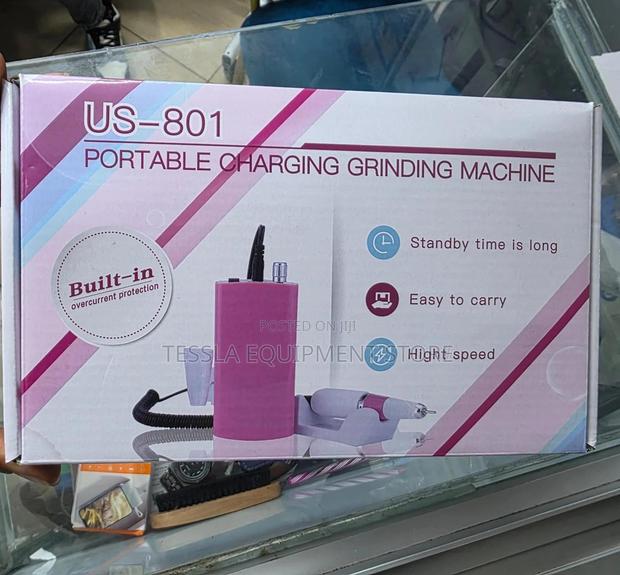 US-801
PORTABLE CHARGING GRINDING MACHINE
Standby time is long
Built-in
overcurrent protection
Easy to carry
POSTED ON JIJI
TESSLA EQUIPMENT STORE
Hight speed